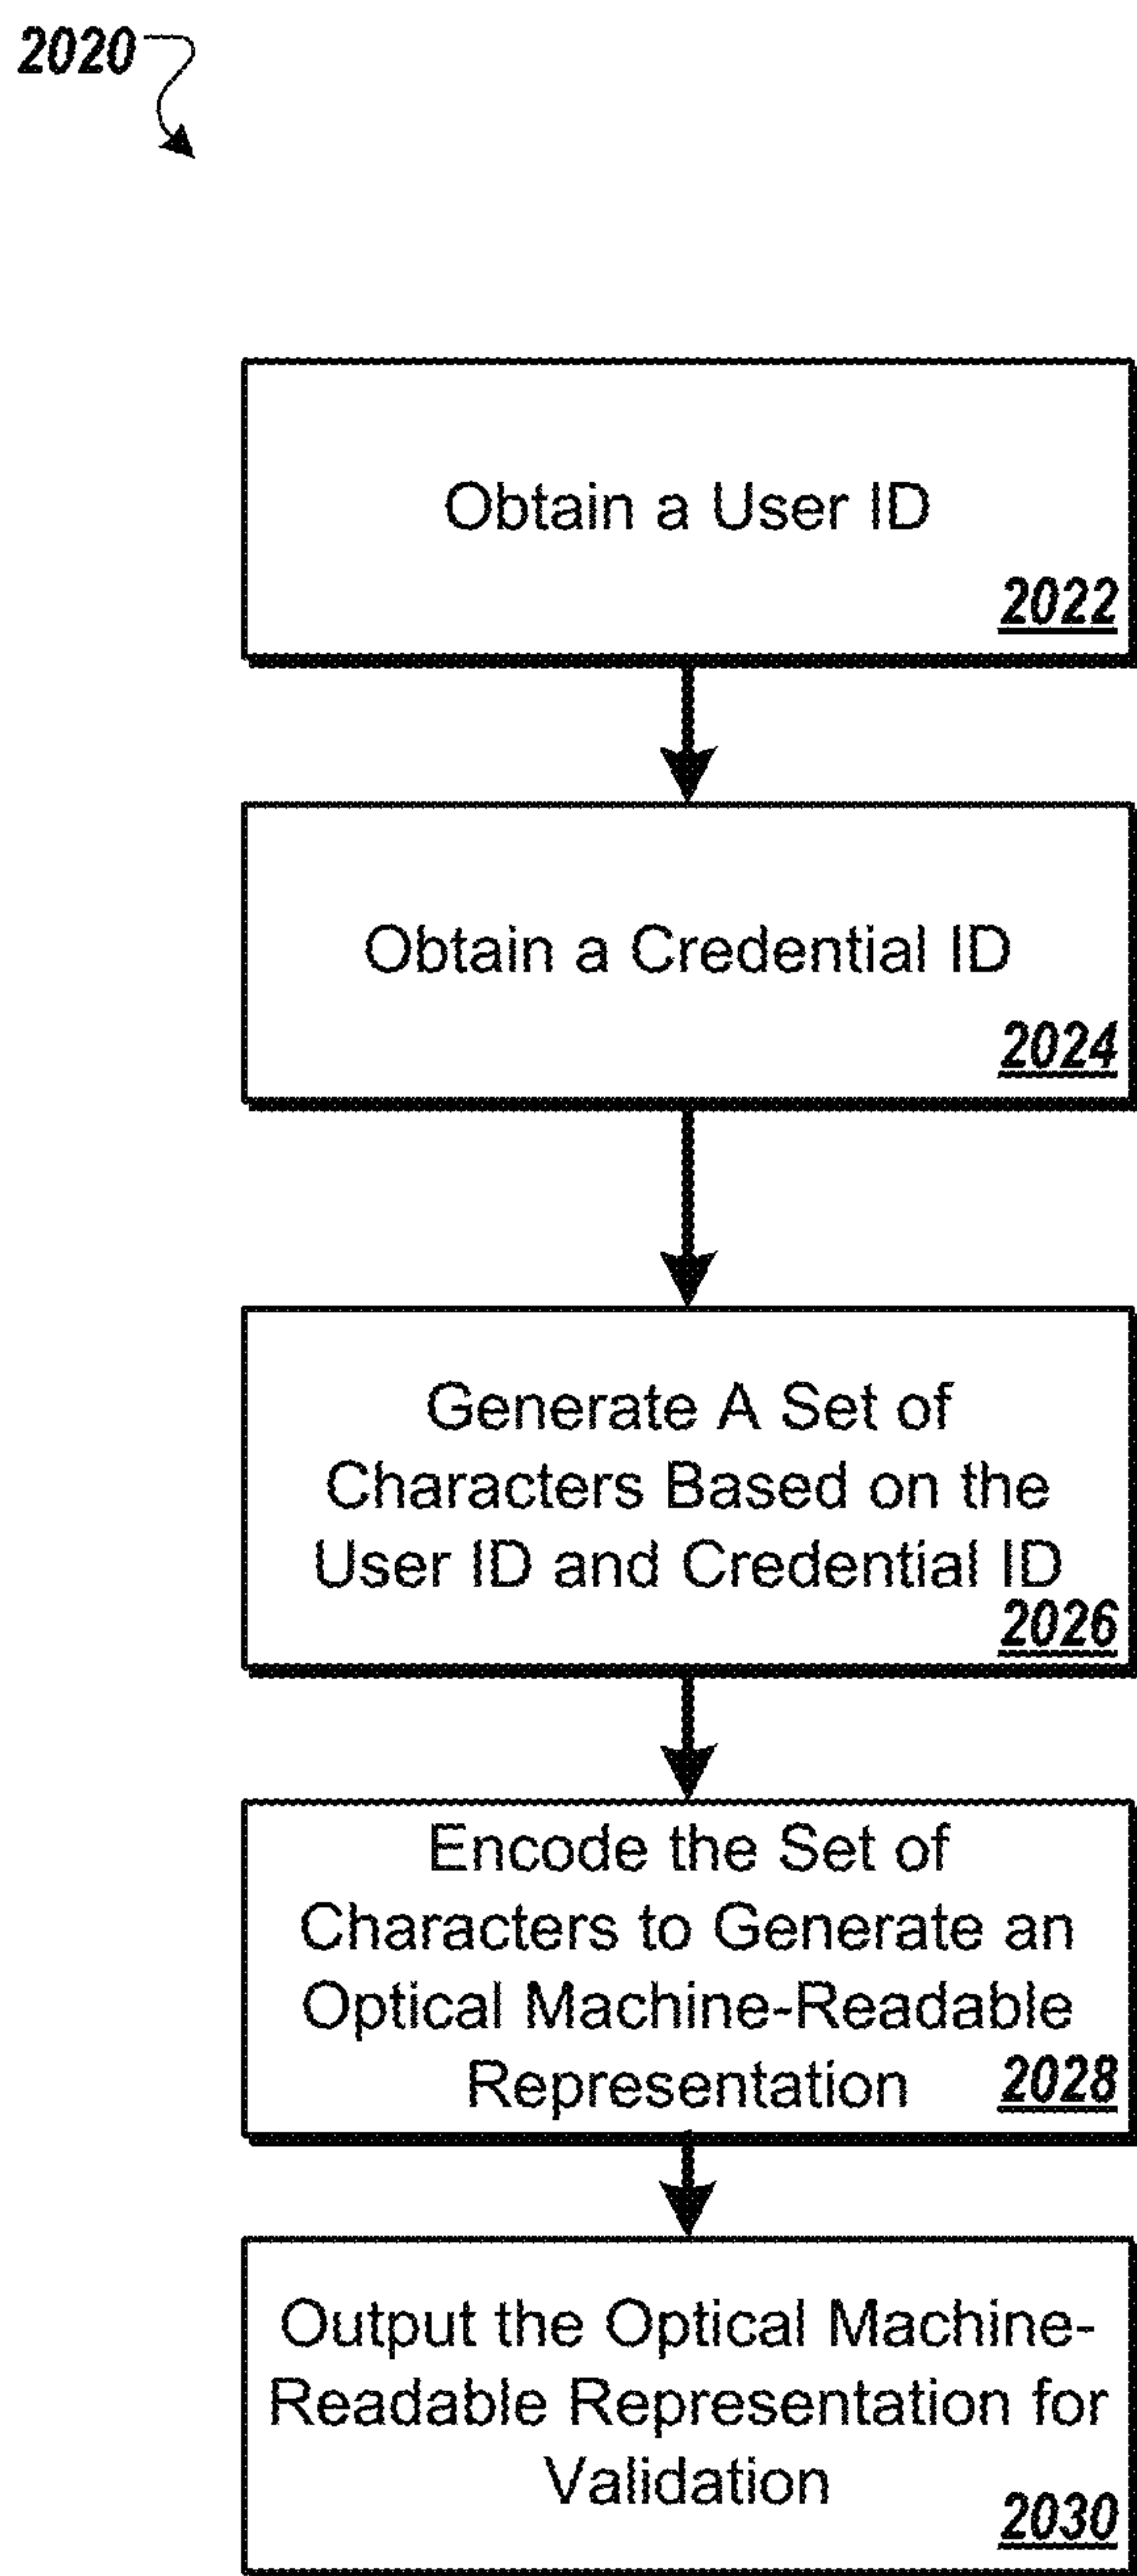 2020
Obtain a User ID
2022
Obtain a Credential ID
2024
Generate A Set of
Characters Based on the
User ID and Credential ID
2026
Encode the Set of
Characters to Generate an
Optical Machine-Readable
Representation 2028
Output the Optical Machine-
Readable Representation for
Validation
2030